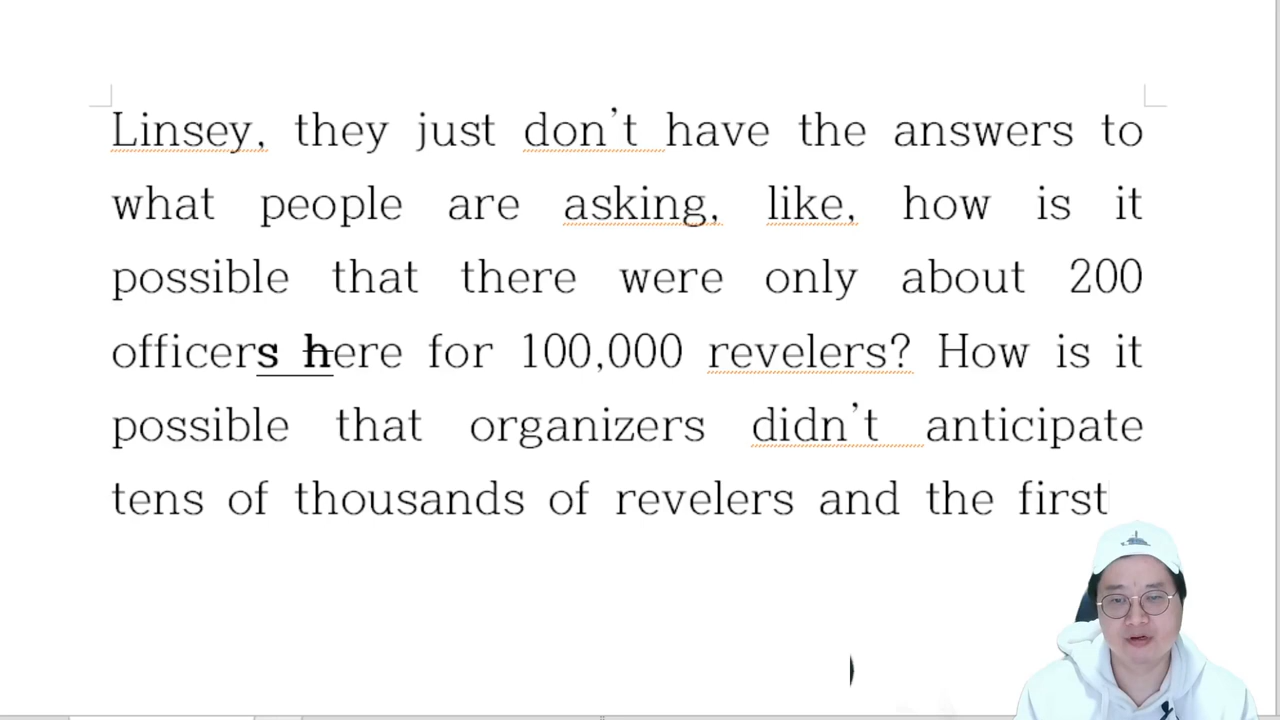 Linsey, they just don't have the answers to
what people are asking, like, how is it
possible that there were only about 200
officers here for 100,000 revelers? How is it
possible that organizers didn't anticipate
tens of thousands of revelers and the first